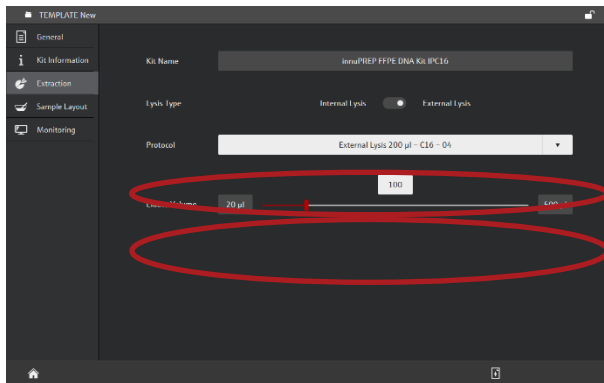 TEMPLATE New
General
Kit Information
Extraction
Sample Layout
Monitoring
Kit Name innuPREP FFPE DNA Kit IPC16
Lysis Type Internal Lysis External Lysis
Protocol External Lysis 200 µl – C16 – 04
100
Volume 20 µl